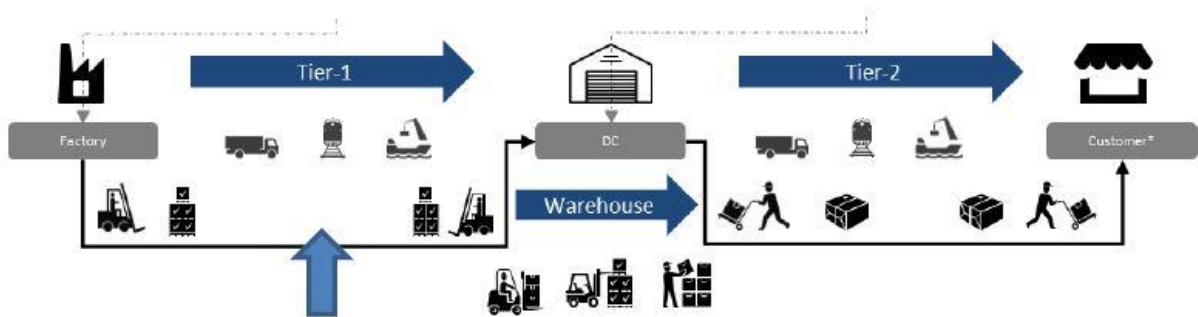 Tier-1
Tier-2
Factory
DC
Customer*
Warehouse